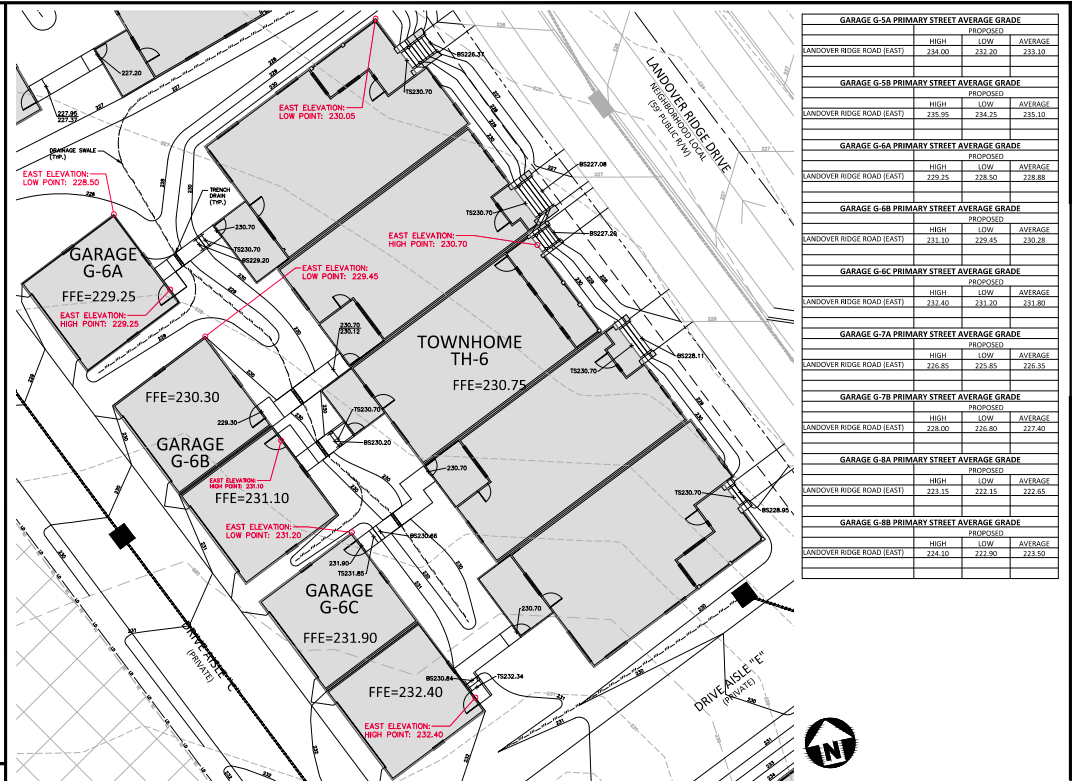 227.20
227.95
227.37
DRAINAGE SWALE
(TYP.)
EAST ELEVATION:
LOW POINT: 228.50
TRENCH
DRAIN
(TYP.)
EAST ELEVATION:
LOW POINT: 230.05
BS226.37
TS230.70
LANDOVER RIDGE DRIVE
NEIGHBORHOOD LOCAL
(59' PUBLIC R/W)
BS227.08
TS230.70
BS227.26
230.70
TS230.70
BS229.20
EAST ELEVATION:
HIGH POINT: 230.70
EAST ELEVATION:
LOW POINT: 229.45
GARAGE
G-6A
FFE=229.25
EAST ELEVATION:
HIGH POINT: 229.25
230.70
230.12
TOWNHOME
TH-6
FFE=230.75
TS230.70
BS228.11
FFE=230.30
GARAGE
G-6B
229.30
TS230.70
BS230.20
EAST ELEVATION:
HIGH POINT: 231.10
FFE=231.10
230.70
EAST ELEVATION:
LOW POINT: 231.20
BS230.66
231.90
TS231.85
TS230.70
BS228.95
GARAGE
G-6C
FFE=231.90
230.70
FFE=232.40
BS230.84
TS232.34
EAST ELEVATION:
HIGH POINT: 232.40
DRIVE AISLE "C"
(PRIVATE)
DRIVE AISLE "E"
(PRIVATE)
N
GARAGE G-5A PRIMARY STREET AVERAGE GRADE
PROPOSED
HIGH LOW AVERAGE
LANDOVER RIDGE ROAD (EAST) 234.00 232.20 233.10
GARAGE G-5B PRIMARY STREET AVERAGE GRADE
PROPOSED
HIGH LOW AVERAGE
LANDOVER RIDGE ROAD (EAST) 235.95 234.25 235.10
GARAGE G-6A PRIMARY STREET AVERAGE GRADE
PROPOSED
HIGH LOW AVERAGE
LANDOVER RIDGE ROAD (EAST) 229.25 228.50 228.88
GARAGE G-6B PRIMARY STREET AVERAGE GRADE
PROPOSED
HIGH LOW AVERAGE
LANDOVER RIDGE ROAD (EAST) 231.10 229.45 230.28
GARAGE G-6C PRIMARY STREET AVERAGE GRADE
PROPOSED
HIGH LOW AVERAGE
LANDOVER RIDGE ROAD (EAST) 232.40 231.20 231.80
GARAGE G-7A PRIMARY STREET AVERAGE GRADE
PROPOSED
HIGH LOW AVERAGE
LANDOVER RIDGE ROAD (EAST) 226.85 225.85 226.35
GARAGE G-7B PRIMARY STREET AVERAGE GRADE
PROPOSED
HIGH LOW AVERAGE
LANDOVER RIDGE ROAD (EAST) 228.00 226.80 227.40
GARAGE G-8A PRIMARY STREET AVERAGE GRADE
PROPOSED
HIGH LOW AVERAGE
LANDOVER RIDGE ROAD (EAST) 223.15 222.15 222.65
GARAGE G-8B PRIMARY STREET AVERAGE GRADE
PROPOSED
HIGH LOW AVERAGE
LANDOVER RIDGE ROAD (EAST) 224.10 222.90 223.50